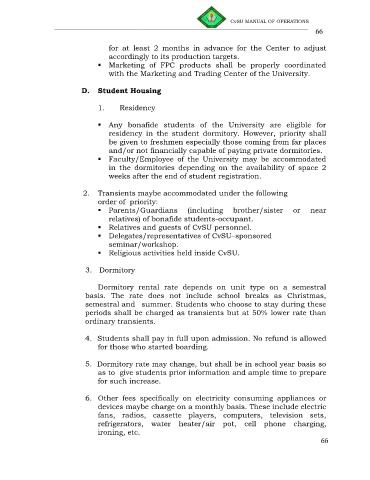 CvSU MANUAL OF OPERATIONS
66
for at least 2 months in advance for the Center to adjust
accordingly to its production targets.
▪ Marketing of FPC products shall be properly coordinated
with the Marketing and Trading Center of the University.
D. Student Housing
1. Residency
▪ Any bonafide students of the University are eligible for
residency in the student dormitory. However, priority shall
be given to freshmen especially those coming from far places
and/or not financially capable of paying private dormitories.
▪ Faculty/Employee of the University may be accommodated
in the dormitories depending on the availability of space 2
weeks after the end of student registration.
2. Transients maybe accommodated under the following
order of priority:
▪ Parents/Guardians (including brother/sister or near
relatives) of bonafide students-occupant.
▪ Relatives and guests of CvSU personnel.
▪ Delegates/representatives of CvSU–sponsored
seminar/workshop.
▪ Religious activities held inside CvSU.
3. Dormitory
Dormitory rental rate depends on unit type on a semestral
basis. The rate does not include school breaks as Christmas,
semestral and summer. Students who choose to stay during these
periods shall be charged as transients but at 50% lower rate than
ordinary transients.
4. Students shall pay in full upon admission. No refund is allowed
for those who started boarding.
5. Dormitory rate may change, but shall be in school year basis so
as to give students prior information and ample time to prepare
for such increase.
6. Other fees specifically on electricity consuming appliances or
devices maybe charge on a monthly basis. These include electric
fans, radios, cassette players, computers, television sets,
refrigerators, water heater/air pot, cell phone charging,
ironing, etc.
66